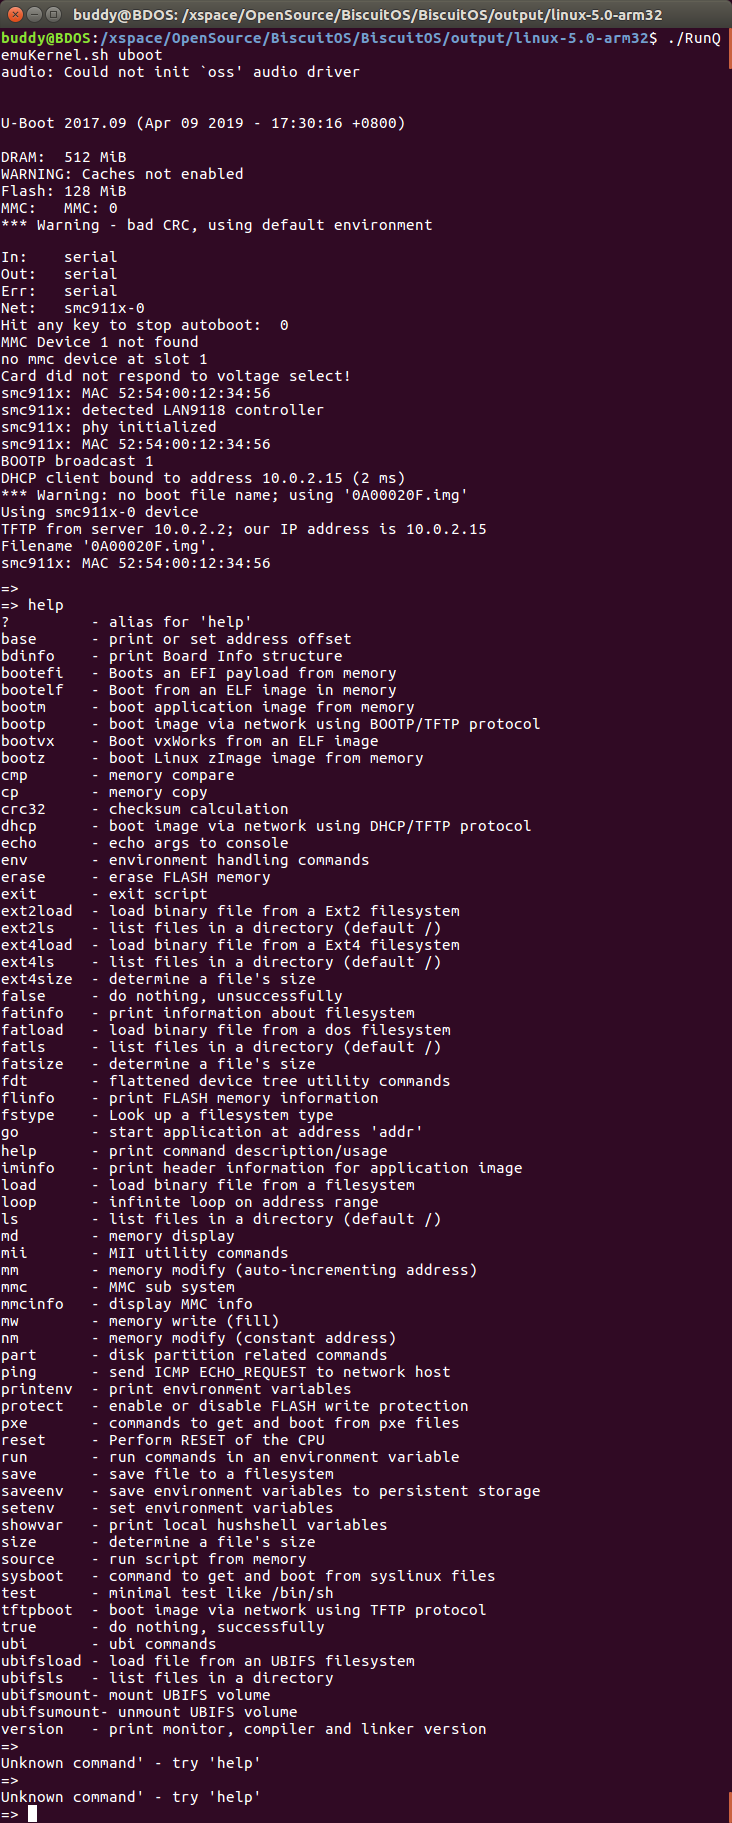 buddy@BDOS: /xspace/OpenSource/BiscuitOS/BiscuitOS/output/linux-5.0-arm32
buddy@BDOS:/xspace/OpenSource/BiscuitOS/BiscuitOS/output/linux-5.0-arm32$ ./RunQ
emuKernel.sh uboot
audio: Could not init `oss' audio driver
U-Boot 2017.09 (Apr 09 2019 - 17:30:16 +0800)
DRAM:  512 MiB
WARNING: Caches not enabled
Flash: 128 MiB
MMC:   MMC: 0
*** Warning - bad CRC, using default environment
In:    serial
Out:   serial
Err:   serial
Net:   smc911x-0
Hit any key to stop autoboot:  0
MMC Device 1 not found
no mmc device at slot 1
Card did not respond to voltage select!
smc911x: MAC 52:54:00:12:34:56
smc911x: detected LAN9118 controller
smc911x: phy initialized
smc911x: MAC 52:54:00:12:34:56
BOOTP broadcast 1
DHCP client bound to address 10.0.2.15 (2 ms)
*** Warning: no boot file name; using '0A00020F.img'
Using smc911x-0 device
TFTP from server 10.0.2.2; our IP address is 10.0.2.15
Filename '0A00020F.img'.
smc911x: MAC 52:54:00:12:34:56
=>
=> help
?         - alias for 'help'
base      - print or set address offset
bdinfo    - print Board Info structure
bootefi   - Boots an EFI payload from memory
bootelf   - Boot from an ELF image in memory
bootm     - boot application image from memory
bootp     - boot image via network using BOOTP/TFTP protocol
bootvx    - Boot vxWorks from an ELF image
bootz     - boot Linux zImage image from memory
cmp       - memory compare
cp        - memory copy
crc32     - checksum calculation
dhcp      - boot image via network using DHCP/TFTP protocol
echo      - echo args to console
env       - environment handling commands
erase     - erase FLASH memory
exit      - exit script
ext2load  - load binary file from a Ext2 filesystem
ext2ls    - list files in a directory (default /)
ext4load  - load binary file from a Ext4 filesystem
ext4ls    - list files in a directory (default /)
ext4size  - determine a file's size
false     - do nothing, unsuccessfully
fatinfo   - print information about filesystem
fatload   - load binary file from a dos filesystem
fatls     - list files in a directory (default /)
fatsize   - determine a file's size
fdt       - flattened device tree utility commands
flinfo    - print FLASH memory information
fstype    - Look up a filesystem type
go        - start application at address 'addr'
help      - print command description/usage
iminfo    - print header information for application image
load      - load binary file from a filesystem
loop      - infinite loop on address range
ls        - list files in a directory (default /)
md        - memory display
mii       - MII utility commands
mm        - memory modify (auto-incrementing address)
mmc       - MMC sub system
mmcinfo   - display MMC info
mw        - memory write (fill)
nm        - memory modify (constant address)
part      - disk partition related commands
ping      - send ICMP ECHO_REQUEST to network host
printenv  - print environment variables
protect   - enable or disable FLASH write protection
pxe       - commands to get and boot from pxe files
reset     - Perform RESET of the CPU
run       - run commands in an environment variable
save      - save file to a filesystem
saveenv   - save environment variables to persistent storage
setenv    - set environment variables
showvar   - print local hushshell variables
size      - determine a file's size
source    - run script from memory
sysboot   - command to get and boot from syslinux files
test      - minimal test like /bin/sh
tftpboot  - boot image via network using TFTP protocol
true      - do nothing, successfully
ubi       - ubi commands
ubifsload - load file from an UBIFS filesystem
ubifsls   - list files in a directory
ubifsmount- mount UBIFS volume
ubifsumount- unmount UBIFS volume
version   - print monitor, compiler and linker version
=>
Unknown command' - try 'help'
=>
Unknown command' - try 'help'
=>